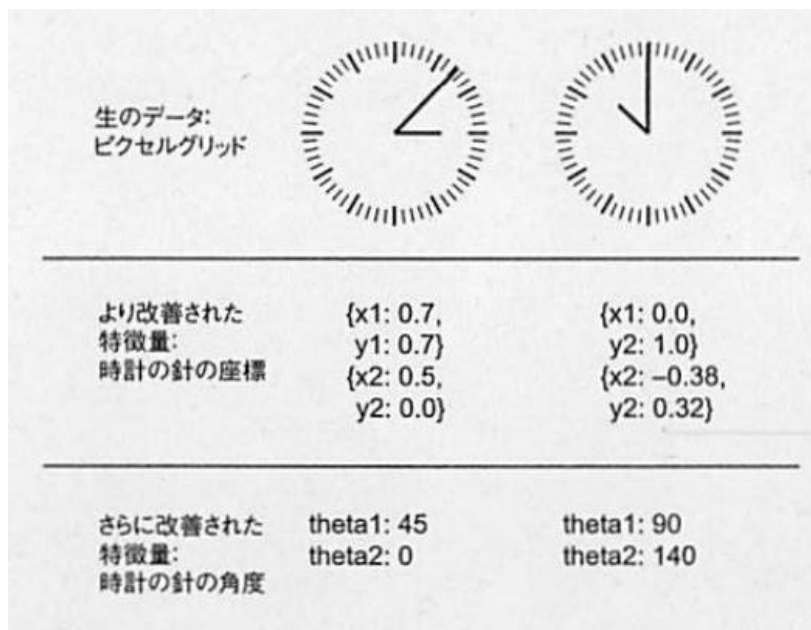 生のデータ:
ピクセルグリッド
より改善された
特徴量:
時計の針の座標
{x1: 0.7,
y1: 0.7}
{x2: 0.5,
y2: 0.0}
{x1: 0.0,
y2: 1.0}
{x2: –0.38,
y2: 0.32}
さらに改善された
特徴量:
時計の針の角度
theta1: 45
theta2: 0
theta1: 90
theta2: 140